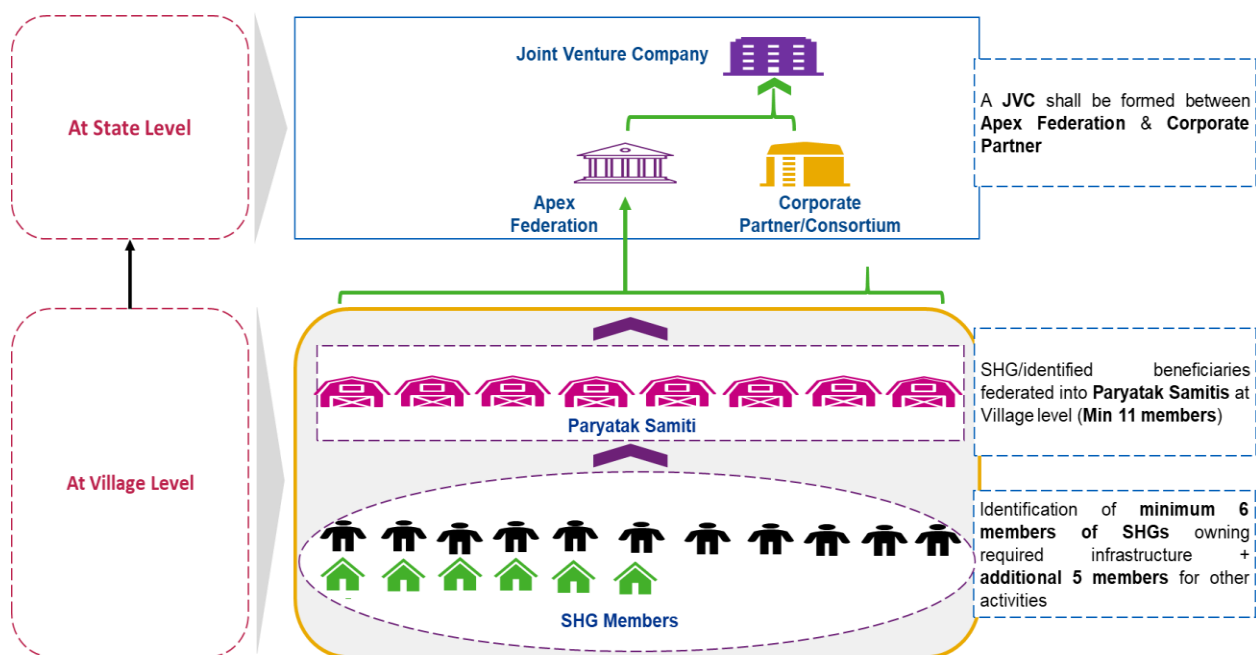 At State Level
Joint Venture Company
Apex
Federation
Corporate
Partner/Consortium
A JVC shall be formed between
Apex Federation & Corporate
Partner
At Village Level
Paryatak Samiti
SHG Members
SHG/identified beneficiaries
federated into Paryatak Samitis at
Village level (Min 11 members)
Identification of minimum 6
members of SHGs owning
required infrastructure +
additional 5 members for other
activities